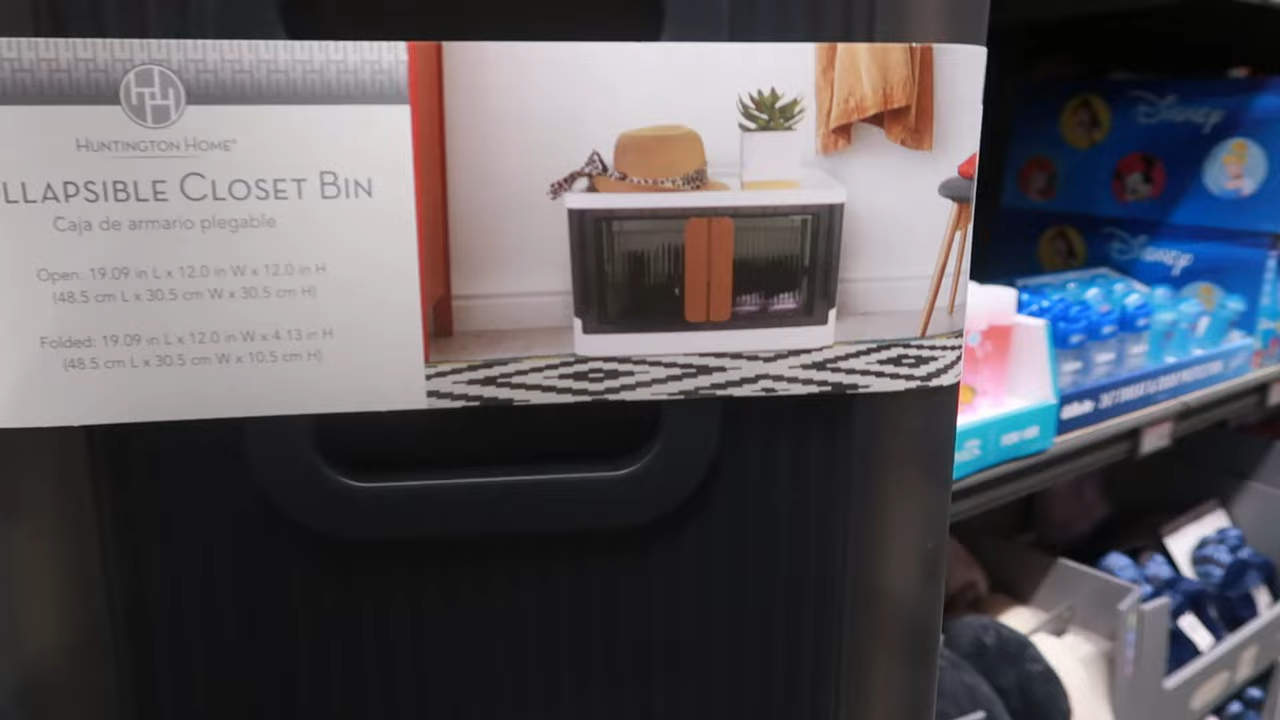 HH
HUNTINGTON HOME®
LLAPSIBLE CLOSET BIN
Caja de armario plegable
Open: 19.09 in L x 12.0 in W x 12.0 in H
(48.5 cm L x 30.5 cm W x 30.5 cm H)
Folded: 19.09 in L x 12.0 in W x 4.13 in H
(48.5 cm L x 30.5 cm W x 10.5 cm H)
Disney
Disney